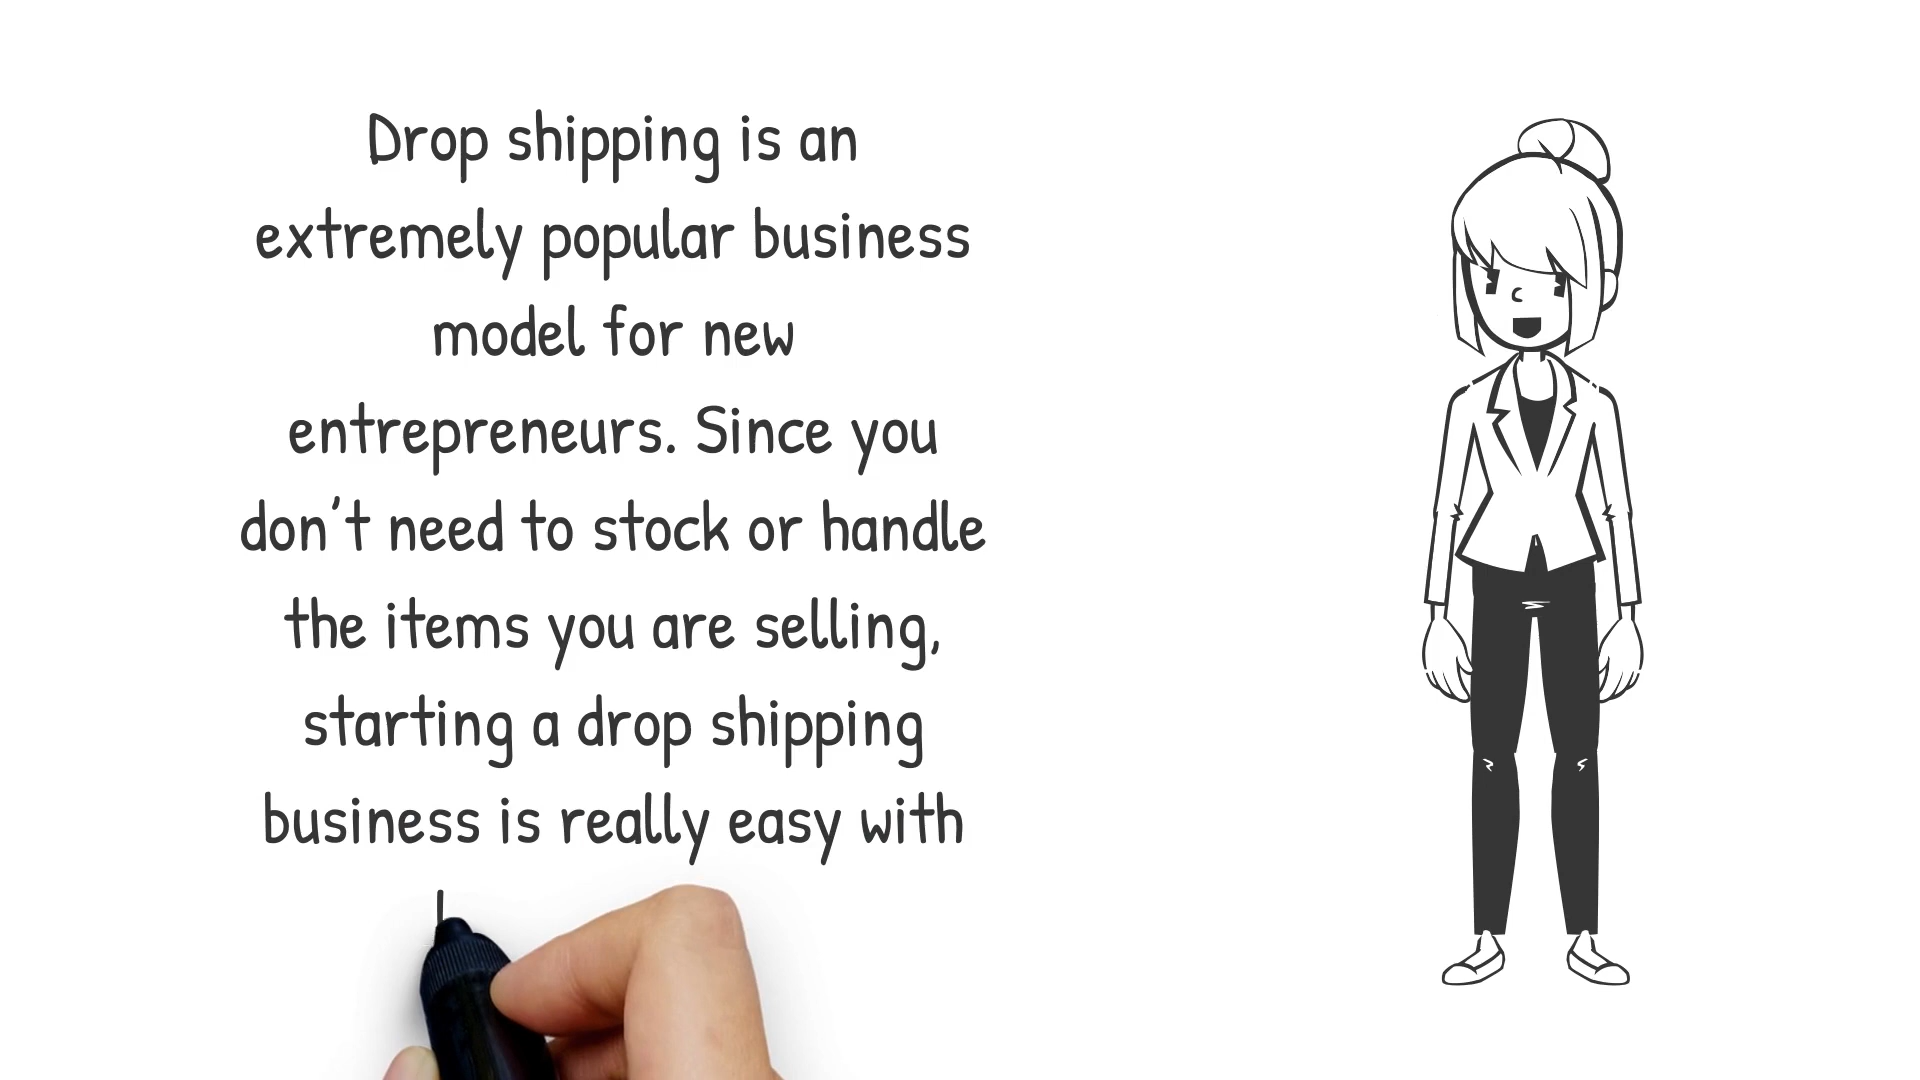 Drop shipping is an
extremely popular business
model for new
entrepreneurs. Since you
don't need to stock or handle
the items you are selling,
starting a drop shipping
business is really easy with